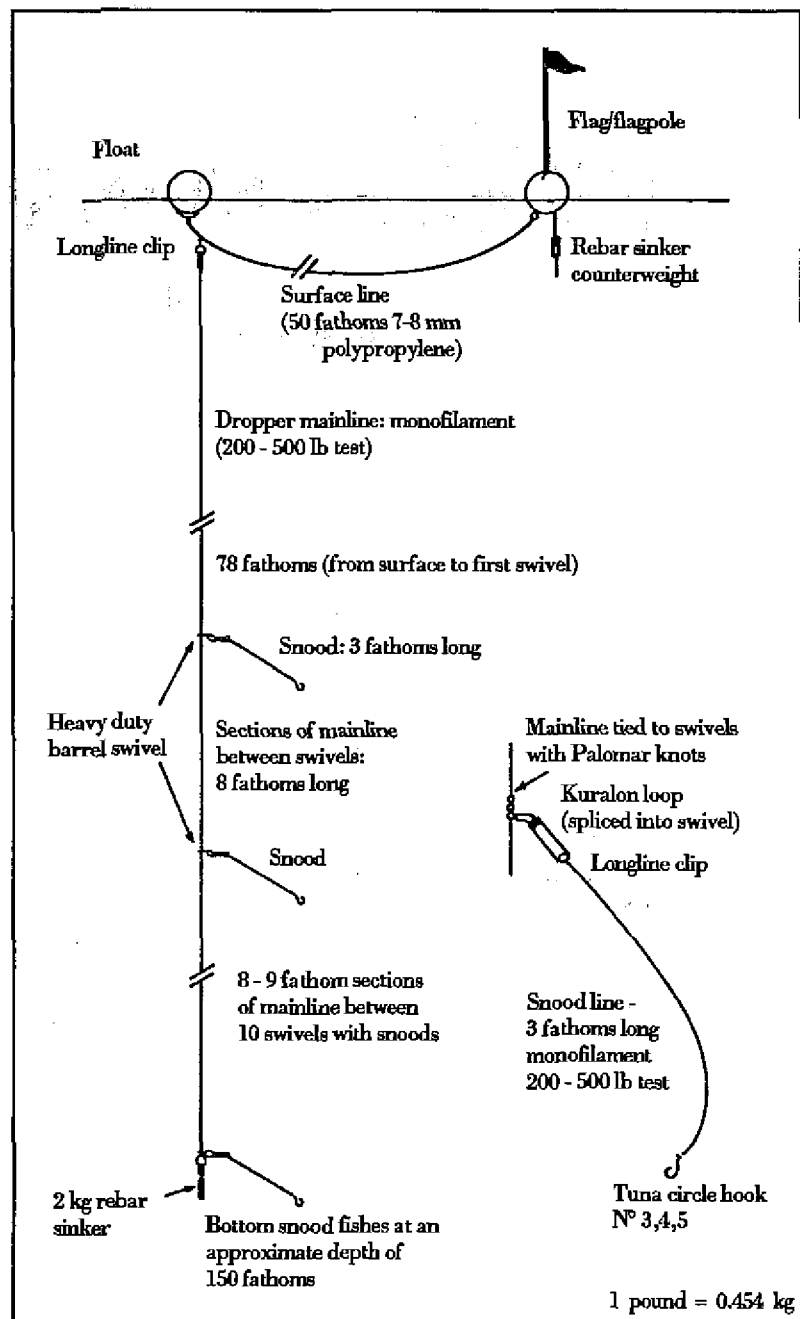 Flag/flagpole
Float
Longline clip
Rebar sinker
counterweight
Surface line
(50 fathoms 7-8 mm
polypropylene)
Dropper mainline: monofilament
(200 - 500 lb test)
78 fathoms (from surface to first swivel)
Snood: 3 fathoms long
Heavy duty
barrel swivel
Sections of mainline
between swivels:
8 fathoms long
Mainline tied to swivels
with Palomar knots
Kuralon loop
(spliced into swivel)
Longline clip
Snood
8 - 9 fathom sections
of mainline between
10 swivels with snoods
Snood line -
3 fathoms long
monofilament
200 - 500 lb test
2 kg rebar
sinker
Bottom snood fishes at an
approximate depth of
150 fathoms
Tuna circle hook
Nº 3,4,5
1 pound = 0.454 kg